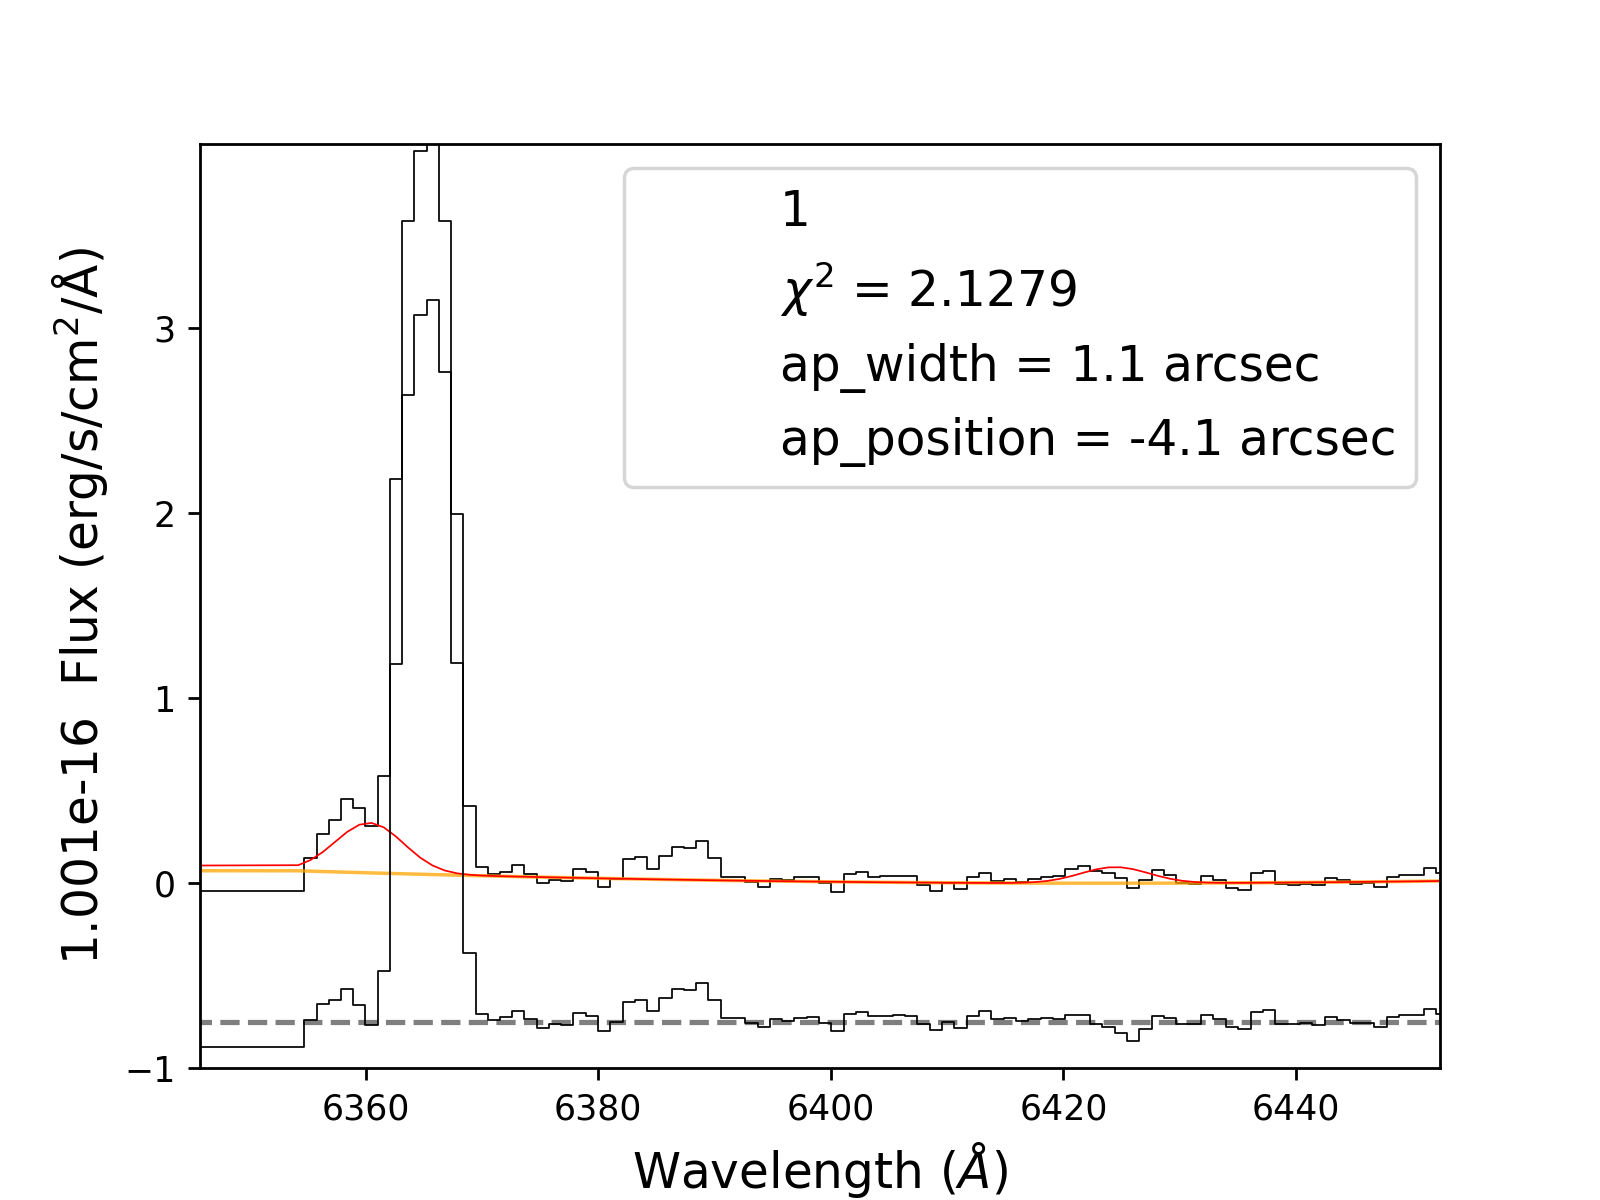 1
χ² = 2.1279
ap_width = 1.1 arcsec
ap_position = -4.1 arcsec
1.001e-16 Flux (erg/s/cm²/Å)
3
2
1
0
−1
6360 6380 6400 6420 6440
Wavelength (Å)